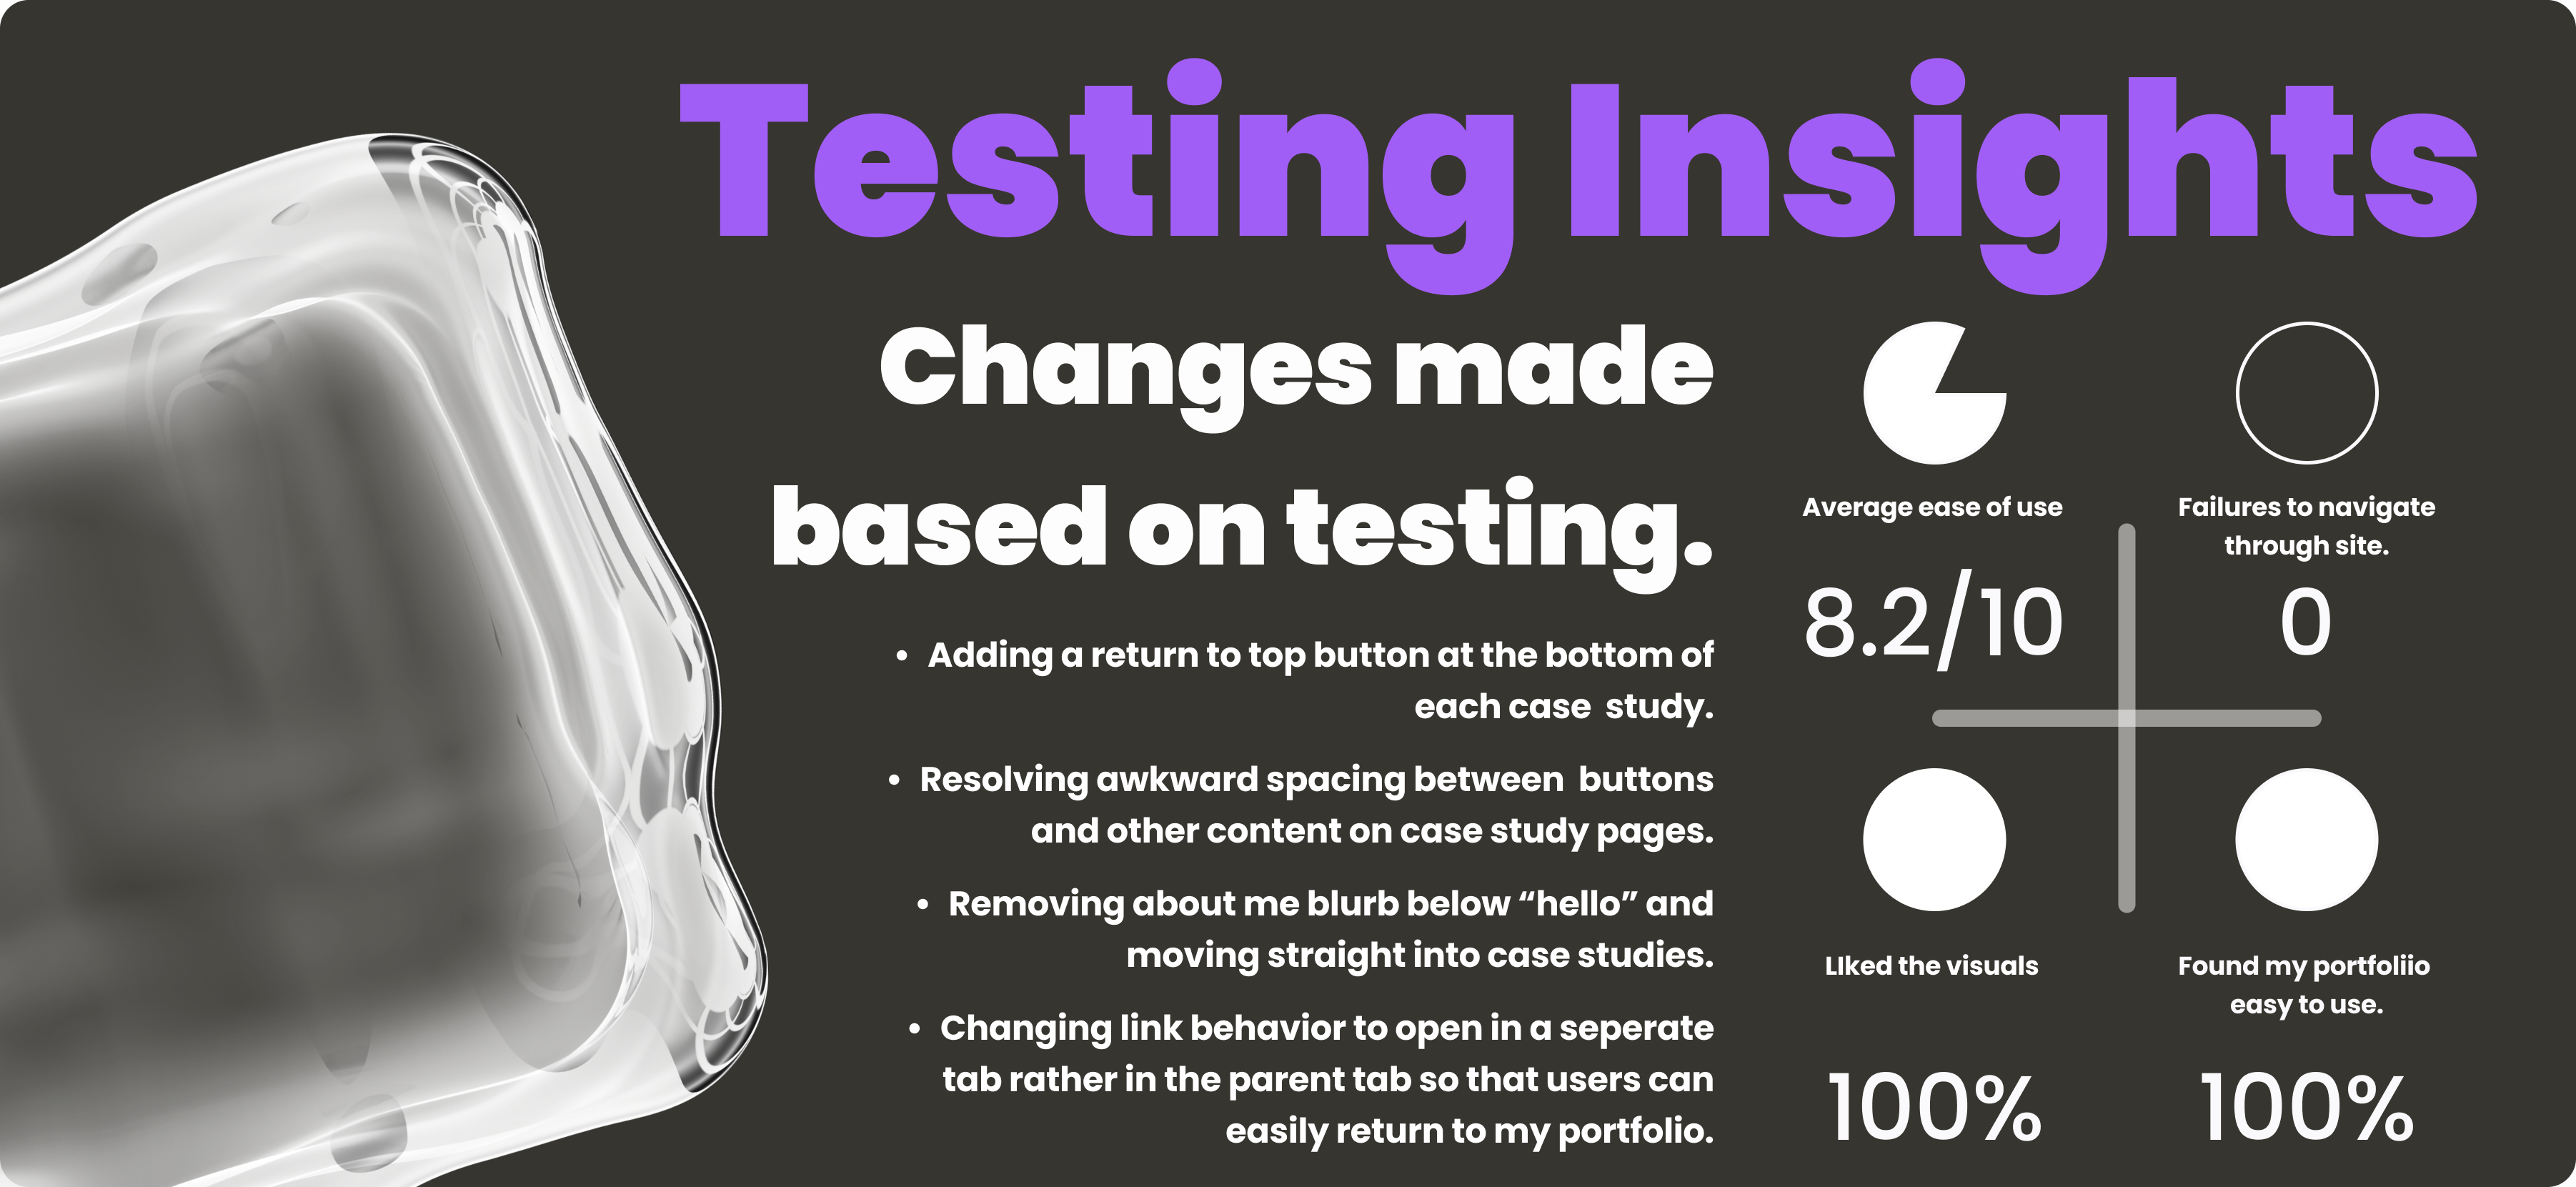 Testing Insights
Changes made
based on testing.
• Adding a return to top button at the bottom of
each case  study.
• Resolving awkward spacing between  buttons
and other content on case study pages.
• Removing about me blurb below “hello” and
moving straight into case studies.
• Changing link behavior to open in a seperate
tab rather in the parent tab so that users can
easily return to my portfolio.
Average ease of use
8.2/10
Failures to navigate
through site.
0
LIked the visuals
100%
Found my portfoliio
easy to use.
100%